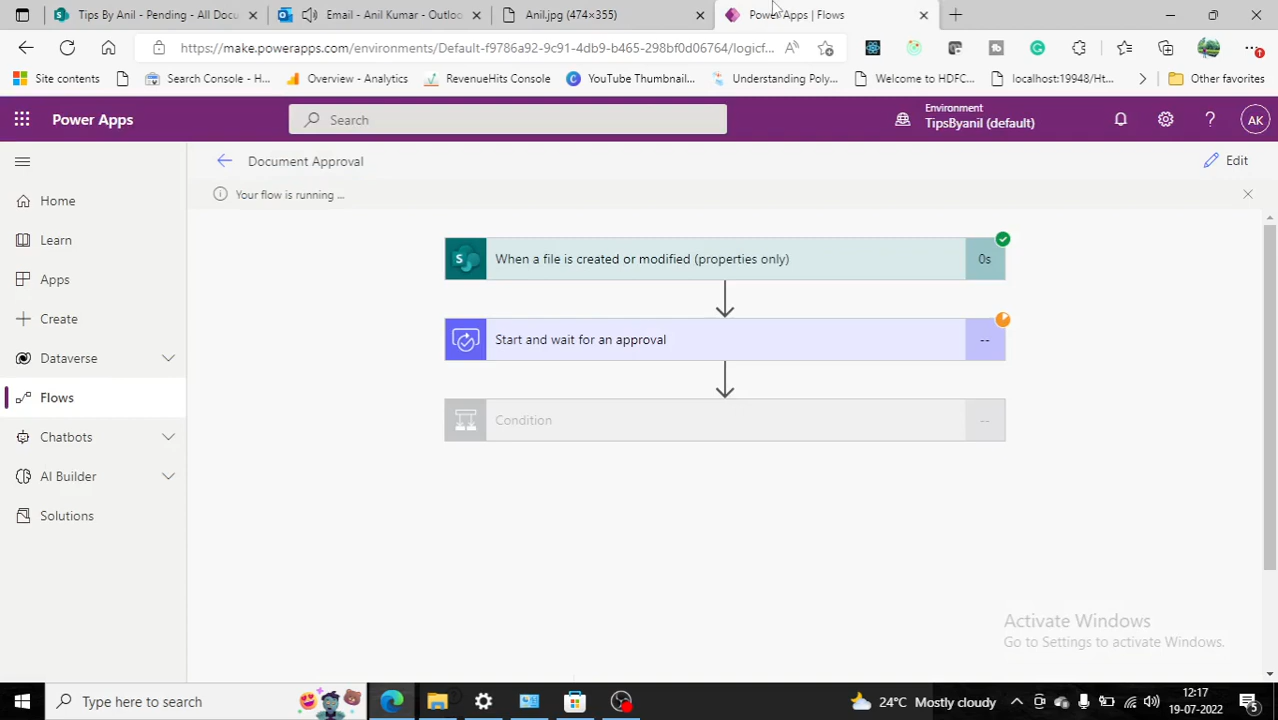 Tips By Anil - Pending - All Docu
Email - Anil Kumar - Outloo
Anil.jpg (474×355)
Power Apps | Flows
https://make.powerapps.com/environments/Default-f9786a92-9c91-4db9-b465-298bf0d06764/logicf...
Site contents
Search Console - H...
Overview - Analytics
RevenueHits Console
YouTube Thumbnail...
Understanding Poly...
Welcome to HDFC...
localhost:19948/Ht...
Other favorites
Power Apps
Search
Environment
TipsByanil (default)
AK
Document Approval
Edit
Your flow is running ...
Home
Learn
Apps
Create
Dataverse
Flows
Chatbots
AI Builder
Solutions
When a file is created or modified (properties only)
0s
Start and wait for an approval
--
Condition
--
Activate Windows
Go to Settings to activate Windows.
Type here to search
24°C Mostly cloudy
12:17
19-07-2022
5